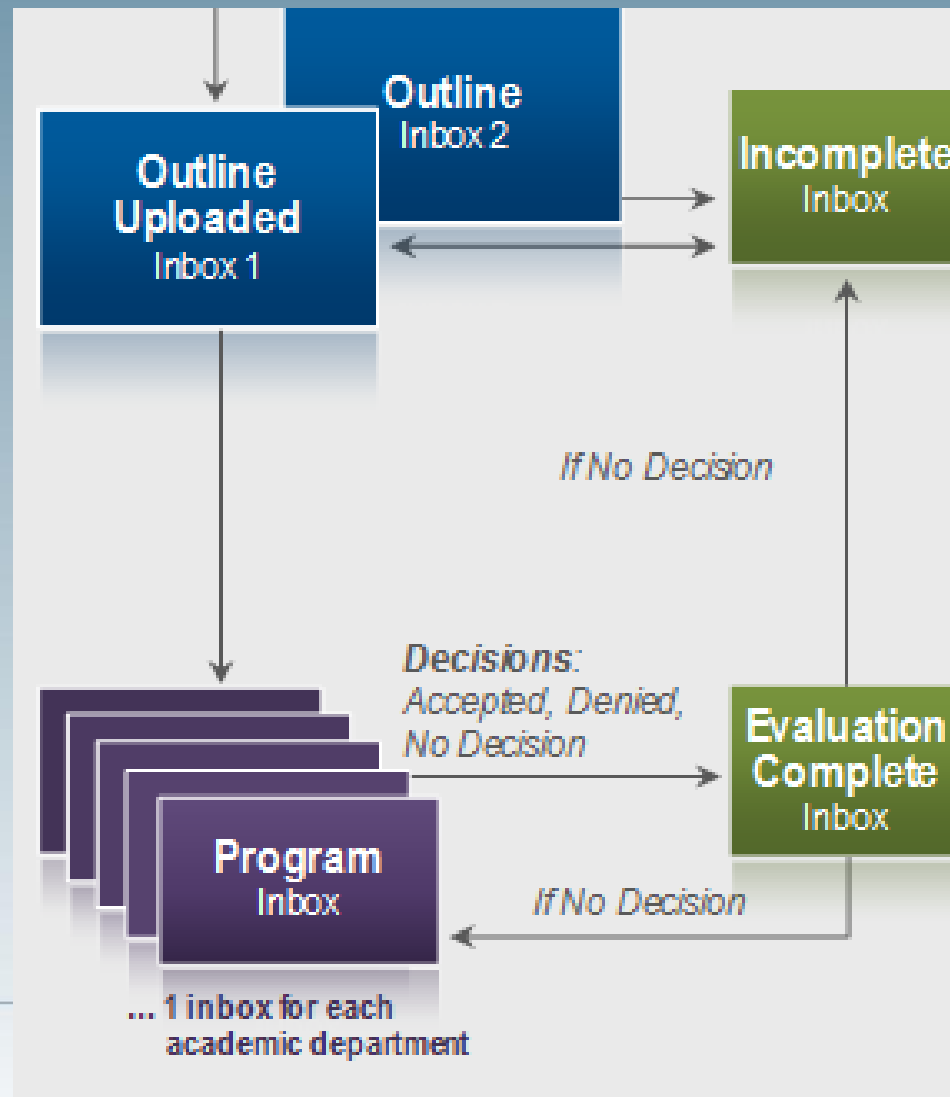 Outline
Inbox 2
Outline
Uploaded
Inbox 1
Incomplete
Inbox
If No Decision
Decisions:
Accepted, Denied,
No Decision
Evaluation
Complete
Inbox
Program
Inbox
If No Decision
... 1 inbox for each
academic department